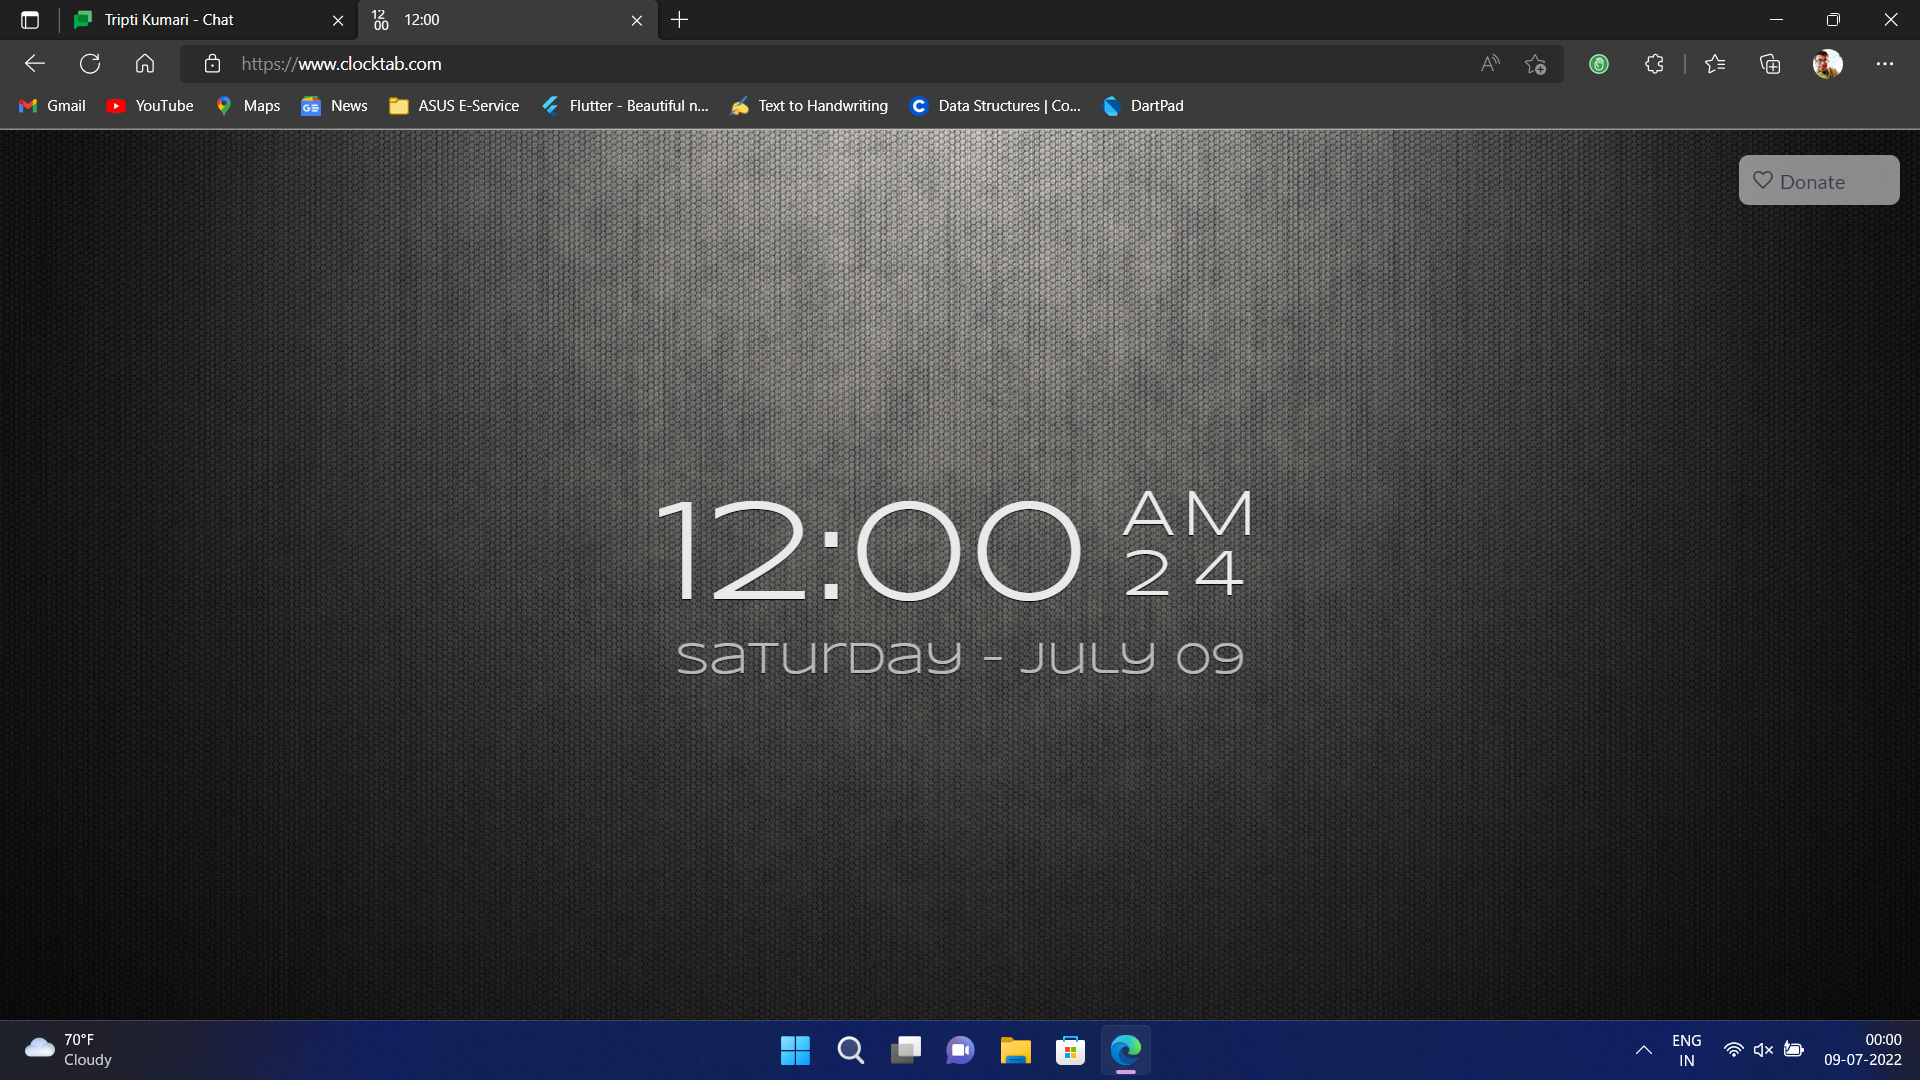 Tripti Kumari - Chat
12
00
12:00
https://www.clocktab.com
Gmail
YouTube
Maps
News
ASUS E-Service
Flutter - Beautiful n...
Text to Handwriting
Data Structures | Co...
DartPad
Donate
12:00
AM
24
Saturday - July 09
70°F
Cloudy
ENG
IN
00:00
09-07-2022